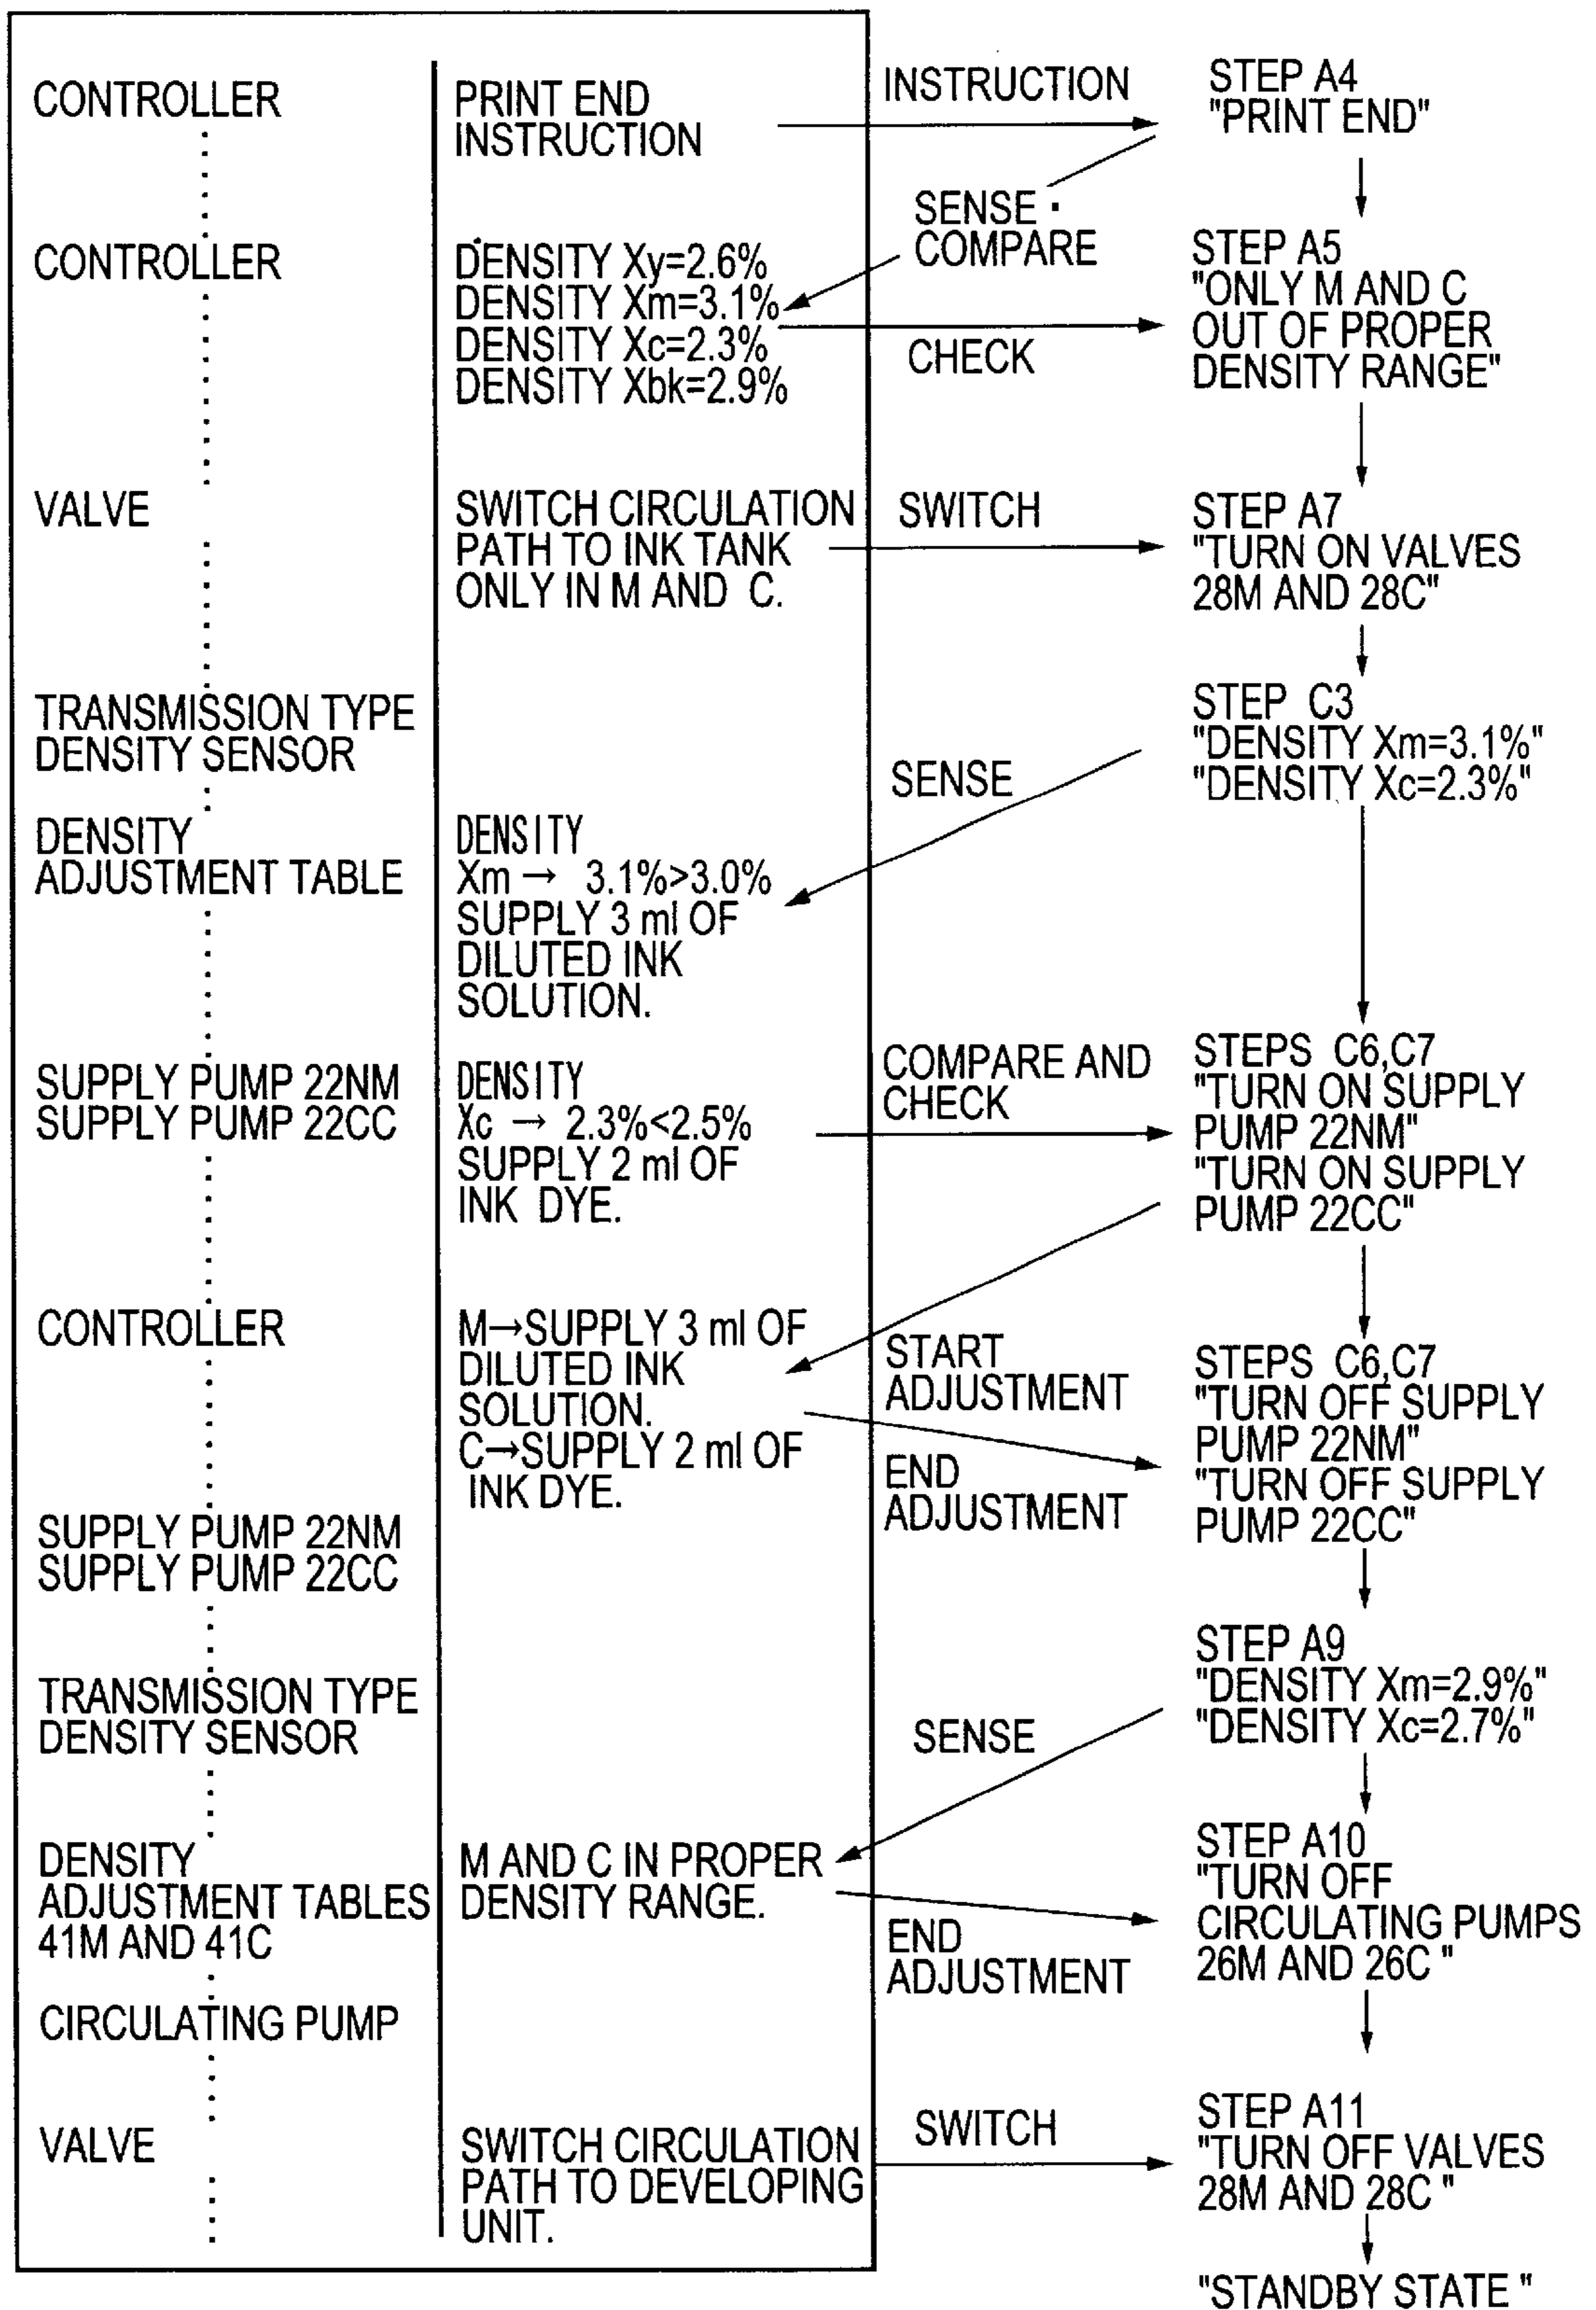 CONTROLLER
PRINT END
INSTRUCTION
INSTRUCTION
STEP A4
"PRINT END"
SENSE ·
COMPARE
CONTROLLER
DENSITY Xy=2.6%
DENSITY Xm=3.1%
DENSITY Xc=2.3%
DENSITY Xbk=2.9%
CHECK
STEP A5
"ONLY M AND C
OUT OF PROPER
DENSITY RANGE"
VALVE
SWITCH CIRCULATION
PATH TO INK TANK
ONLY IN M AND C.
SWITCH
STEP A7
"TURN ON VALVES
28M AND 28C"
TRANSMISSION TYPE
DENSITY SENSOR
SENSE
STEP C3
"DENSITY Xm=3.1%"
"DENSITY Xc=2.3%"
DENSITY
ADJUSTMENT TABLE
DENSITY
Xm → 3.1%>3.0%
SUPPLY 3 ml OF
DILUTED INK
SOLUTION.
SUPPLY PUMP 22NM
SUPPLY PUMP 22CC
DENSITY
Xc → 2.3%<2.5%
SUPPLY 2 ml OF
INK DYE.
COMPARE AND
CHECK
STEPS C6,C7
"TURN ON SUPPLY
PUMP 22NM"
"TURN ON SUPPLY
PUMP 22CC"
CONTROLLER
M→SUPPLY 3 ml OF
DILUTED INK
SOLUTION.
C→SUPPLY 2 ml OF
INK DYE.
START
ADJUSTMENT
END
ADJUSTMENT
STEPS C6,C7
"TURN OFF SUPPLY
PUMP 22NM"
"TURN OFF SUPPLY
PUMP 22CC"
SUPPLY PUMP 22NM
SUPPLY PUMP 22CC
TRANSMISSION TYPE
DENSITY SENSOR
SENSE
STEP A9
"DENSITY Xm=2.9%"
"DENSITY Xc=2.7%"
DENSITY
ADJUSTMENT TABLES
41M AND 41C
M AND C IN PROPER
DENSITY RANGE.
END
ADJUSTMENT
STEP A10
"TURN OFF
CIRCULATING PUMPS
26M AND 26C "
CIRCULATING PUMP
VALVE
SWITCH CIRCULATION
PATH TO DEVELOPING
UNIT.
SWITCH
STEP A11
"TURN OFF VALVES
28M AND 28C "
"STANDBY STATE "